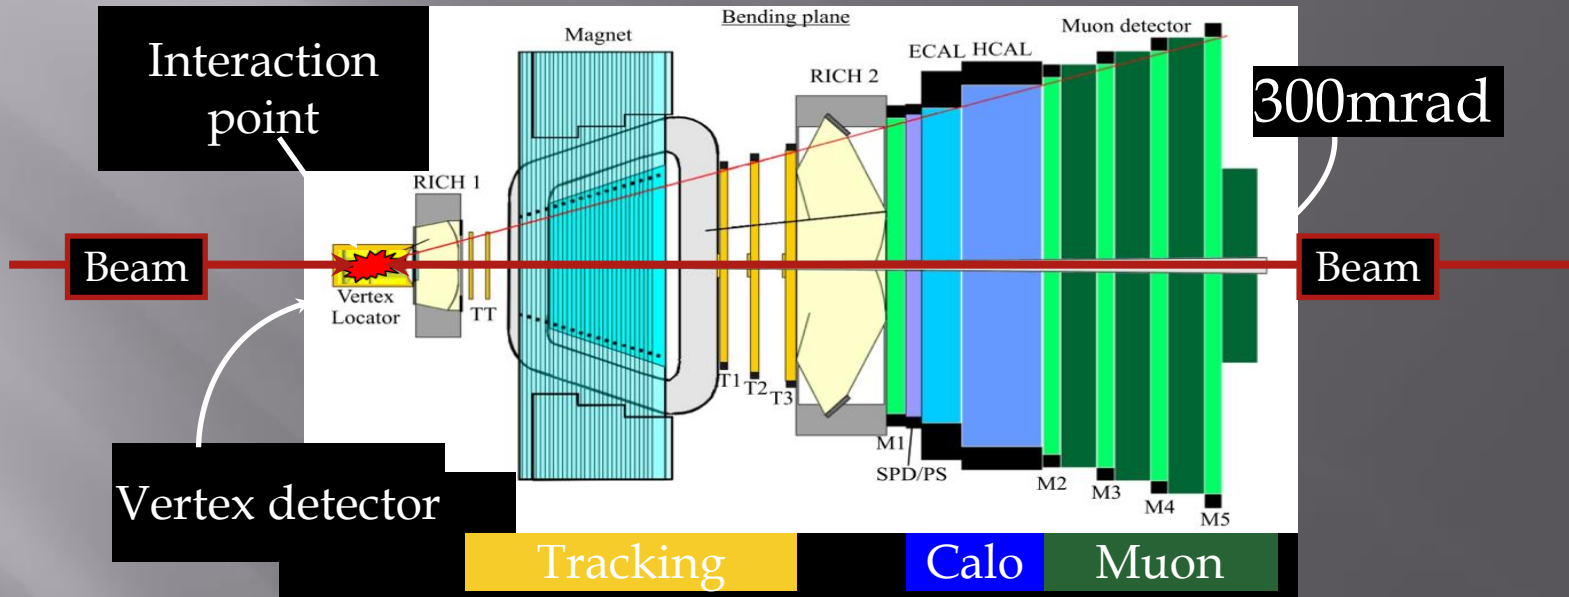 Bending plane
Interaction
point
Magnet
Muon detector
ECAL HCAL
RICH 2
300mrad
RICH 1
Beam
Beam
Vertex
Locator
TT
T1
T2
T3
M1
SPD/PS
M2
M3
M4
M5
Vertex detector
Tracking
Calo
Muon